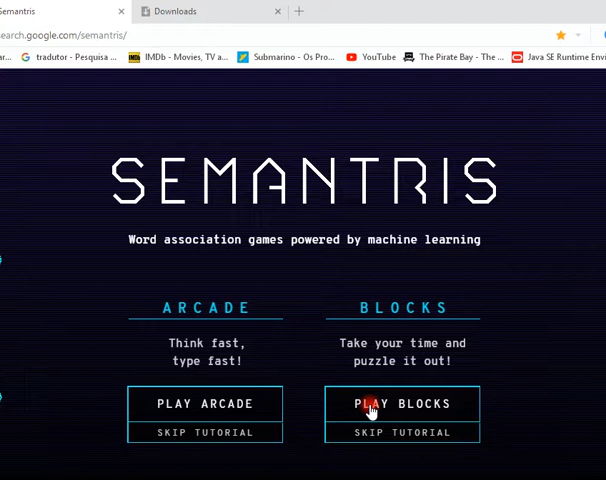 Semantris
Downloads
search.google.com/semantris/
ar...
tradutor - Pesquisa ...
IMDb - Movies, TV a...
Submarino - Os Pro...
YouTube
The Pirate Bay - The ...
Java SE Runtime Envi
SEMANTRIS
Word association games powered by machine learning
ARCADE
Think fast,
type fast!
PLAY ARCADE
SKIP TUTORIAL
BLOCKS
Take your time and
puzzle it out!
PLAY BLOCKS
SKIP TUTORIAL